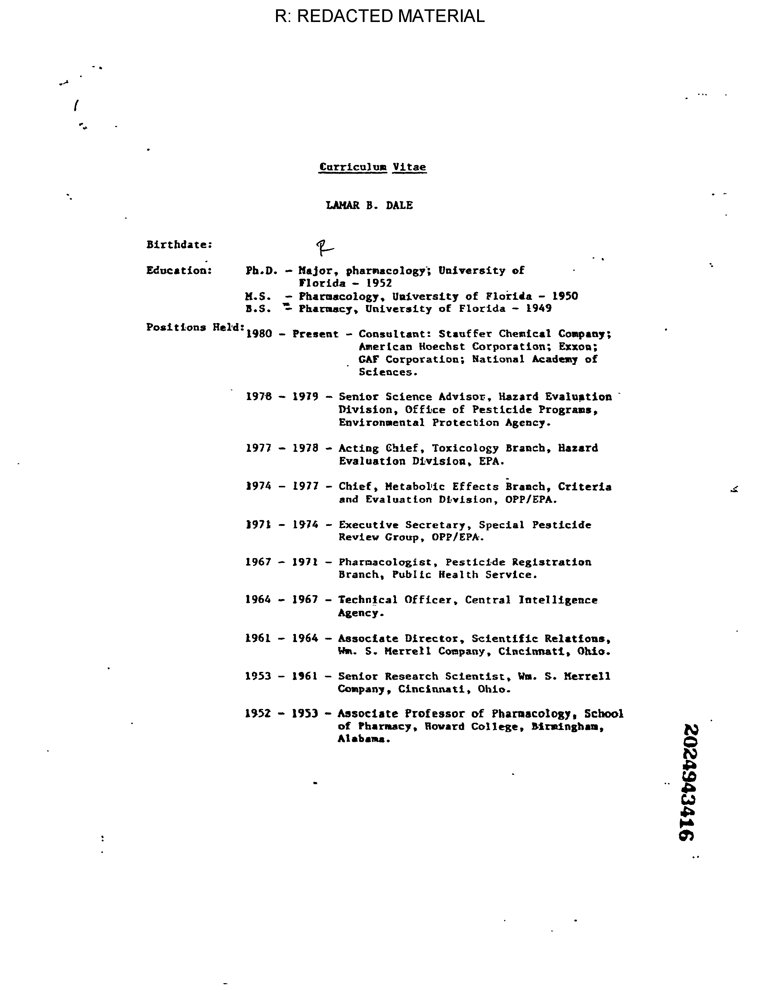 R: REDACTED MATERIAL
Curriculum Vitae
LAMAR B. DALE
Birthdate: R
Education: Ph.D. - Major, pharmacology; University of
Florida - 1952
M.S. - Pharmacology, University of Florida - 1950
B.S. - Pharmacy, University of Florida - 1949
Positions Held: 1980 - Present - Consultant: Stauffer Chemical Company;
American Hoechst Corporation; Exxon;
GAF Corporation; National Academy of
Sciences.
1978 - 1979 - Senior Science Advisor, Hazard Evaluation
Division, Office of Pesticide Programs,
Environmental Protection Agency.
1977 - 1978 - Acting Chief, Toxicology Branch, Hazard
Evaluation Division, EPA.
1974 - 1977 - Chief, Metabolic Effects Branch, Criteria
and Evaluation Division, OPP/EPA.
1971 - 1974 - Executive Secretary, Special Pesticide
Review Group, OPP/EPA.
1967 - 1971 - Pharmacologist, Pesticide Registration
Branch, Public Health Service.
1964 - 1967 - Technical Officer, Central Intelligence
Agency.
1961 - 1964 - Associate Director, Scientific Relations,
Wm. S. Merrell Company, Cincinnati, Ohio.
1953 - 1961 - Senior Research Scientist, Wm. S. Merrell
Company, Cincinnati, Ohio.
1952 - 1953 - Associate Professor of Pharmacology, School
of Pharmacy, Howard College, Birmingham,
Alabama.
2024943416